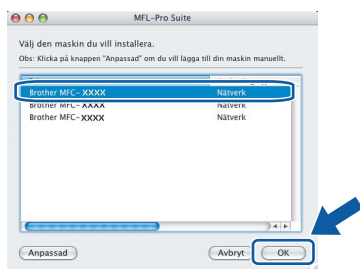 MFL-Pro Suite
Välj den maskin du vill installera.
Obs: Klicka på knappen "Anpassad" om du vill lägga till din maskin manuellt.
Brother MFC- XXXX Nätverk
Brother MFC- XXXX Nätverk
Brother MFC- XXXX Nätverk
Anpassad Avbryt OK